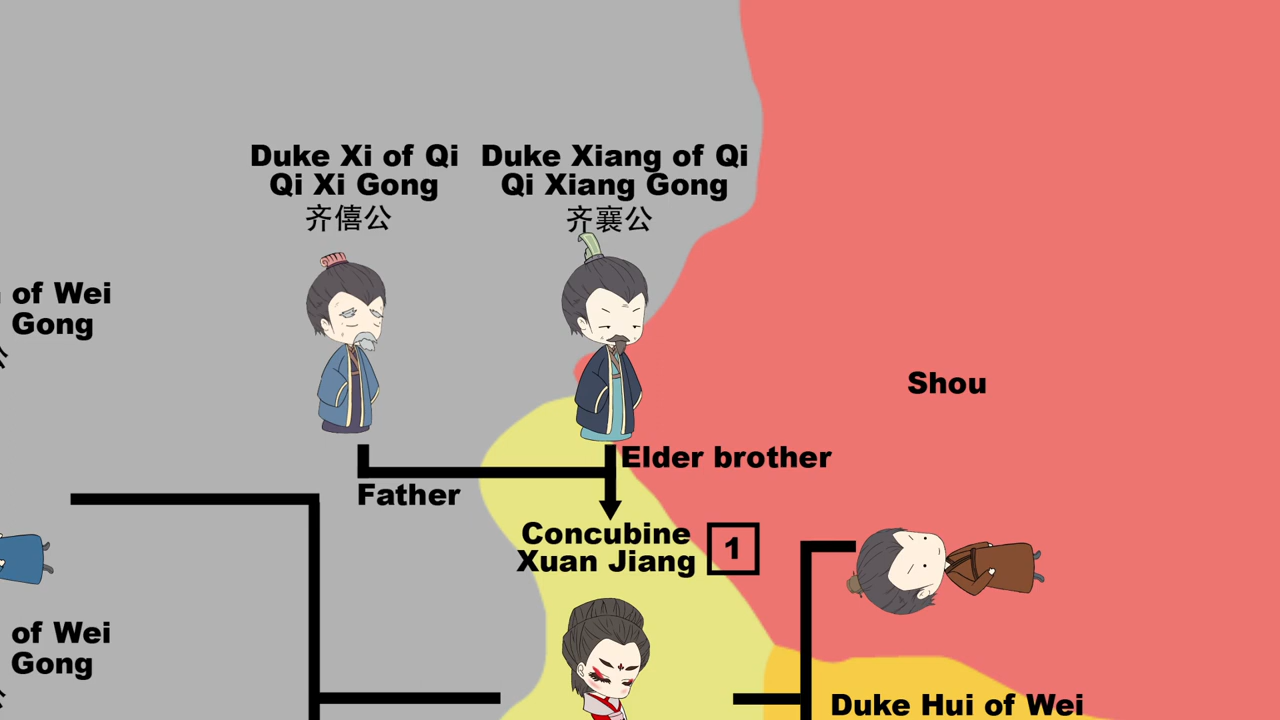 Duke Xi of Qi
Qi Xi Gong
齐僖公
Duke Xiang of Qi
Qi Xiang Gong
齐襄公
of Wei
Gong
Shou
Elder brother
Father
Concubine
Xuan Jiang
1
of Wei
Gong
Duke Hui of Wei